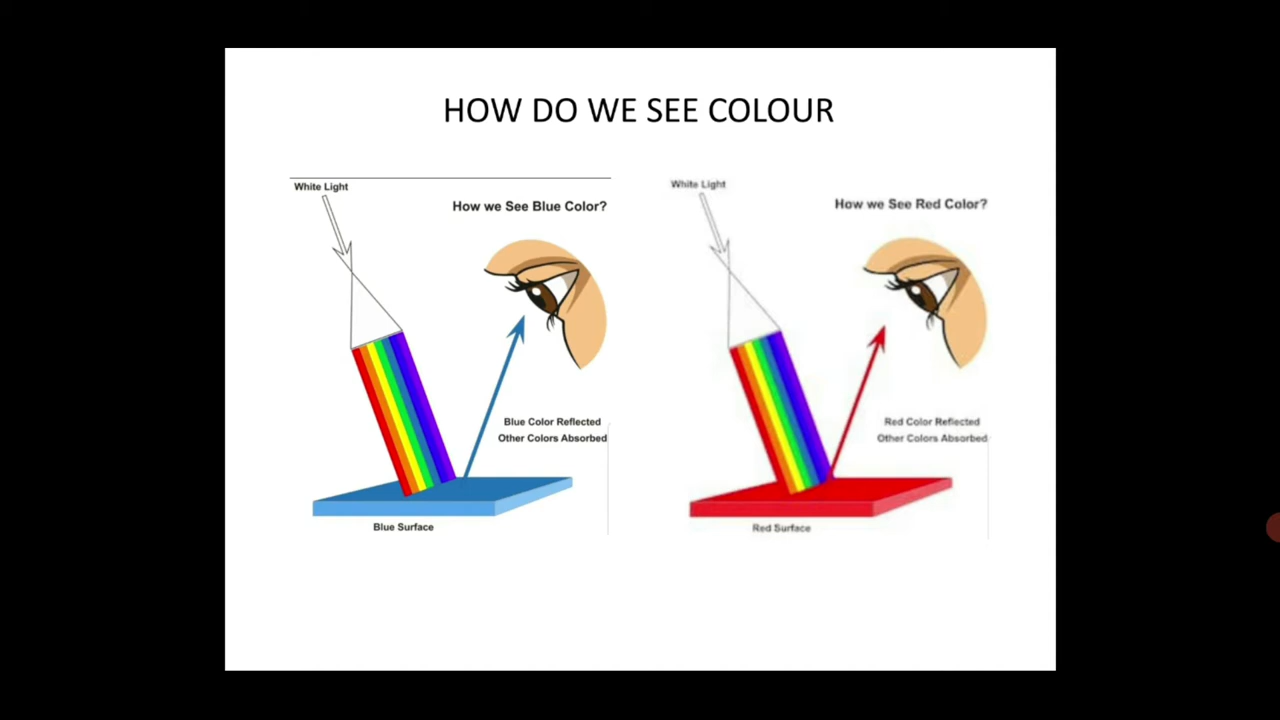 HOW DO WE SEE COLOUR
White Light
How we See Blue Color?
Blue Color Reflected
Other Colors Absorbed
Blue Surface
White Light
How we See Red Color?
Red Color Reflected
Other Colors Absorbed
Red Surface